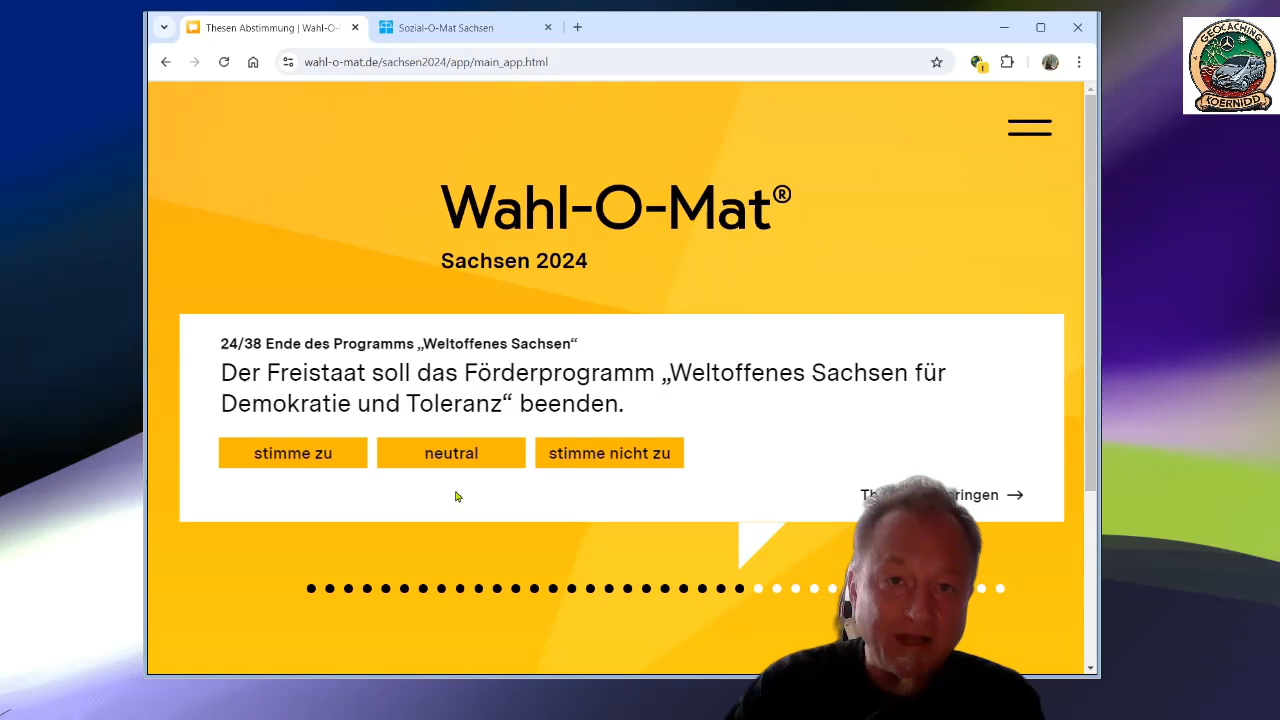 Thesen Abstimmung | Wahl-O-
Sozial-O-Mat Sachsen
wahl-o-mat.de/sachsen2024/app/main_app.html
GEOCACHING
KOERNIDD
Wahl-O-Mat®
Sachsen 2024
24/38 Ende des Programms „Weltoffenes Sachsen“
Der Freistaat soll das Förderprogramm „Weltoffenes Sachsen für
Demokratie und Toleranz“ beenden.
stimme zu
neutral
stimme nicht zu